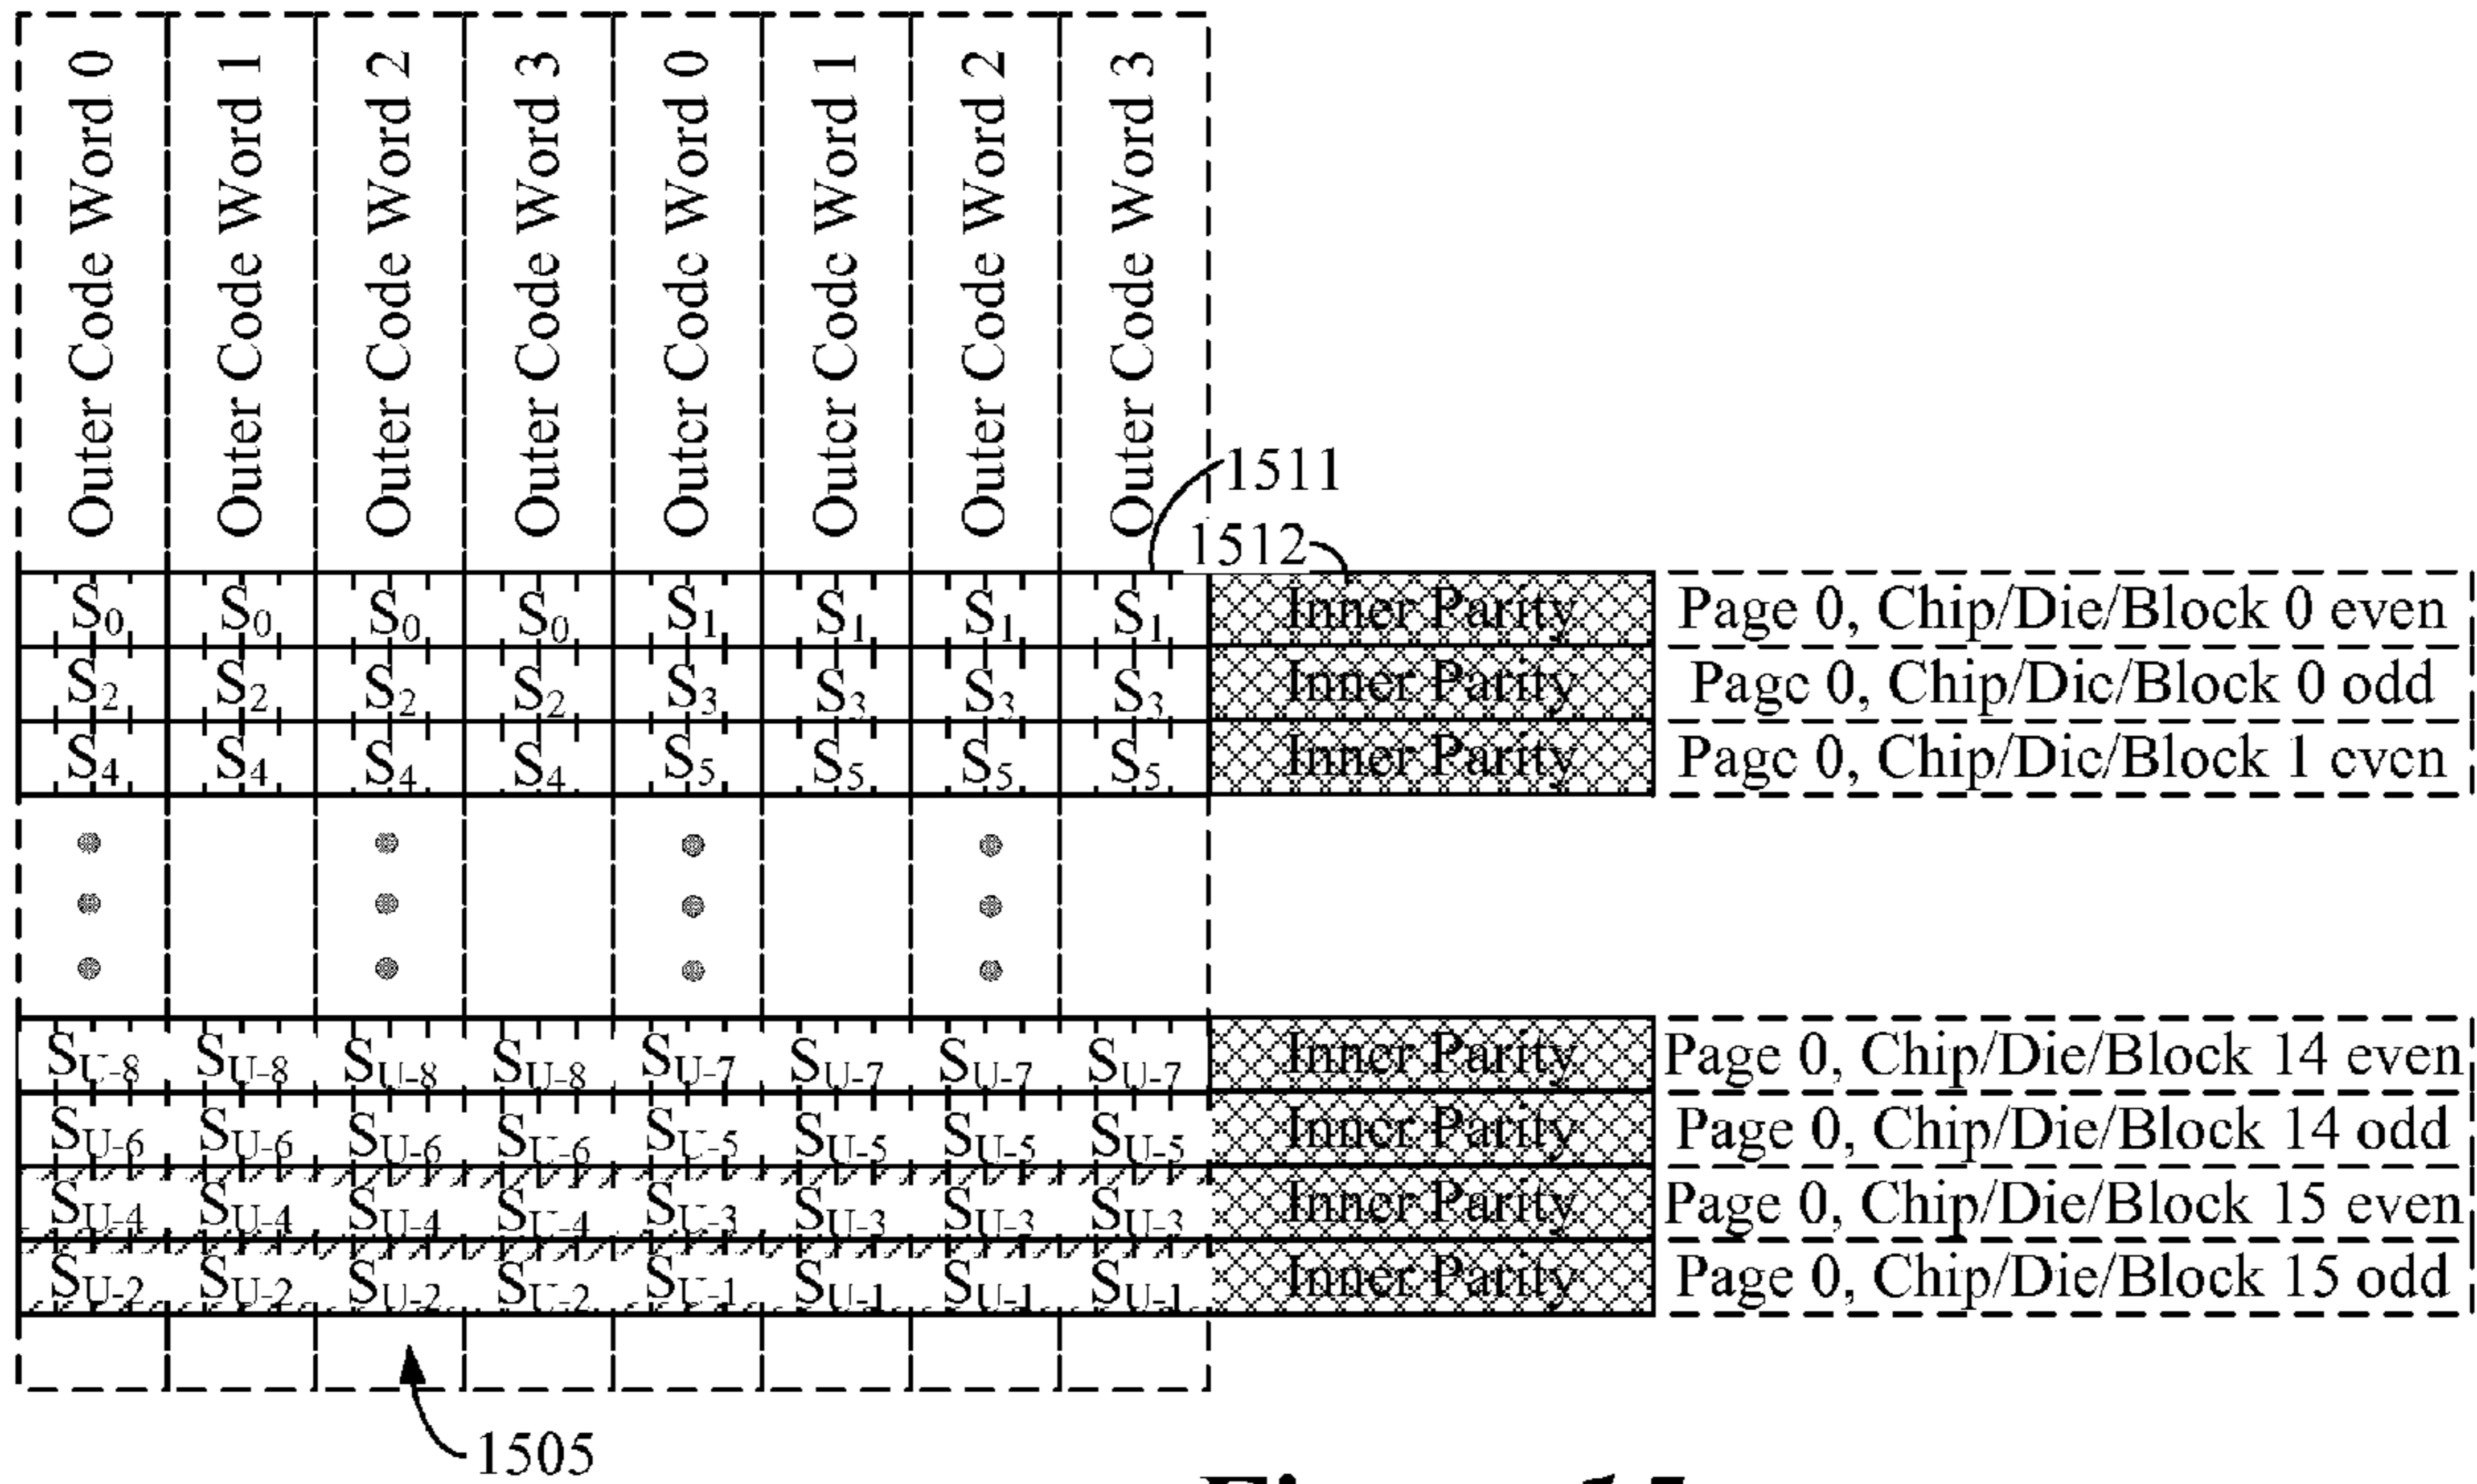 Outer Code Word 0
Outer Code Word 1
Outer Code Word 2
Outer Code Word 3
Outer Code Word 0
Outer Code Word 1
Outer Code Word 2
Outer Code Word 3
1511
1512
S0 S0 S0 S0 S1 S1 S1 S1 Inner Parity Page 0, Chip/Die/Block 0 even
S2 S2 S2 S2 S3 S3 S3 S3 Inner Parity Page 0, Chip/Die/Block 0 odd
S4 S4 S4 S4 S5 S5 S5 S5 Inner Parity Page 0, Chip/Die/Block 1 even
SU-8 SU-8 SU-8 SU-8 SU-7 SU-7 SU-7 SU-7 Inner Parity Page 0, Chip/Die/Block 14 even
SU-6 SU-6 SU-6 SU-6 SU-5 SU-5 SU-5 SU-5 Inner Parity Page 0, Chip/Die/Block 14 odd
SU-4 SU-4 SU-4 SU-4 SU-3 SU-3 SU-3 SU-3 Inner Parity Page 0, Chip/Die/Block 15 even
SU-2 SU-2 SU-2 SU-2 SU-1 SU-1 SU-1 SU-1 Inner Parity Page 0, Chip/Die/Block 15 odd
1505